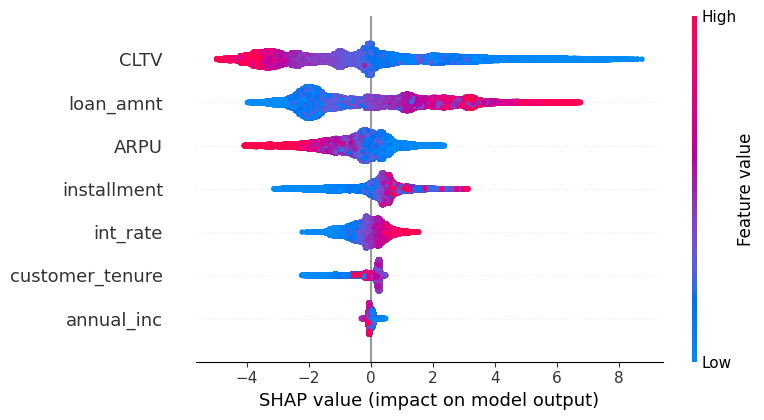 High
CLTV
loan_amnt
ARPU
installment
int_rate
customer_tenure
annual_inc
Feature value
Low
−4 −2 0 2 4 6 8
SHAP value (impact on model output)